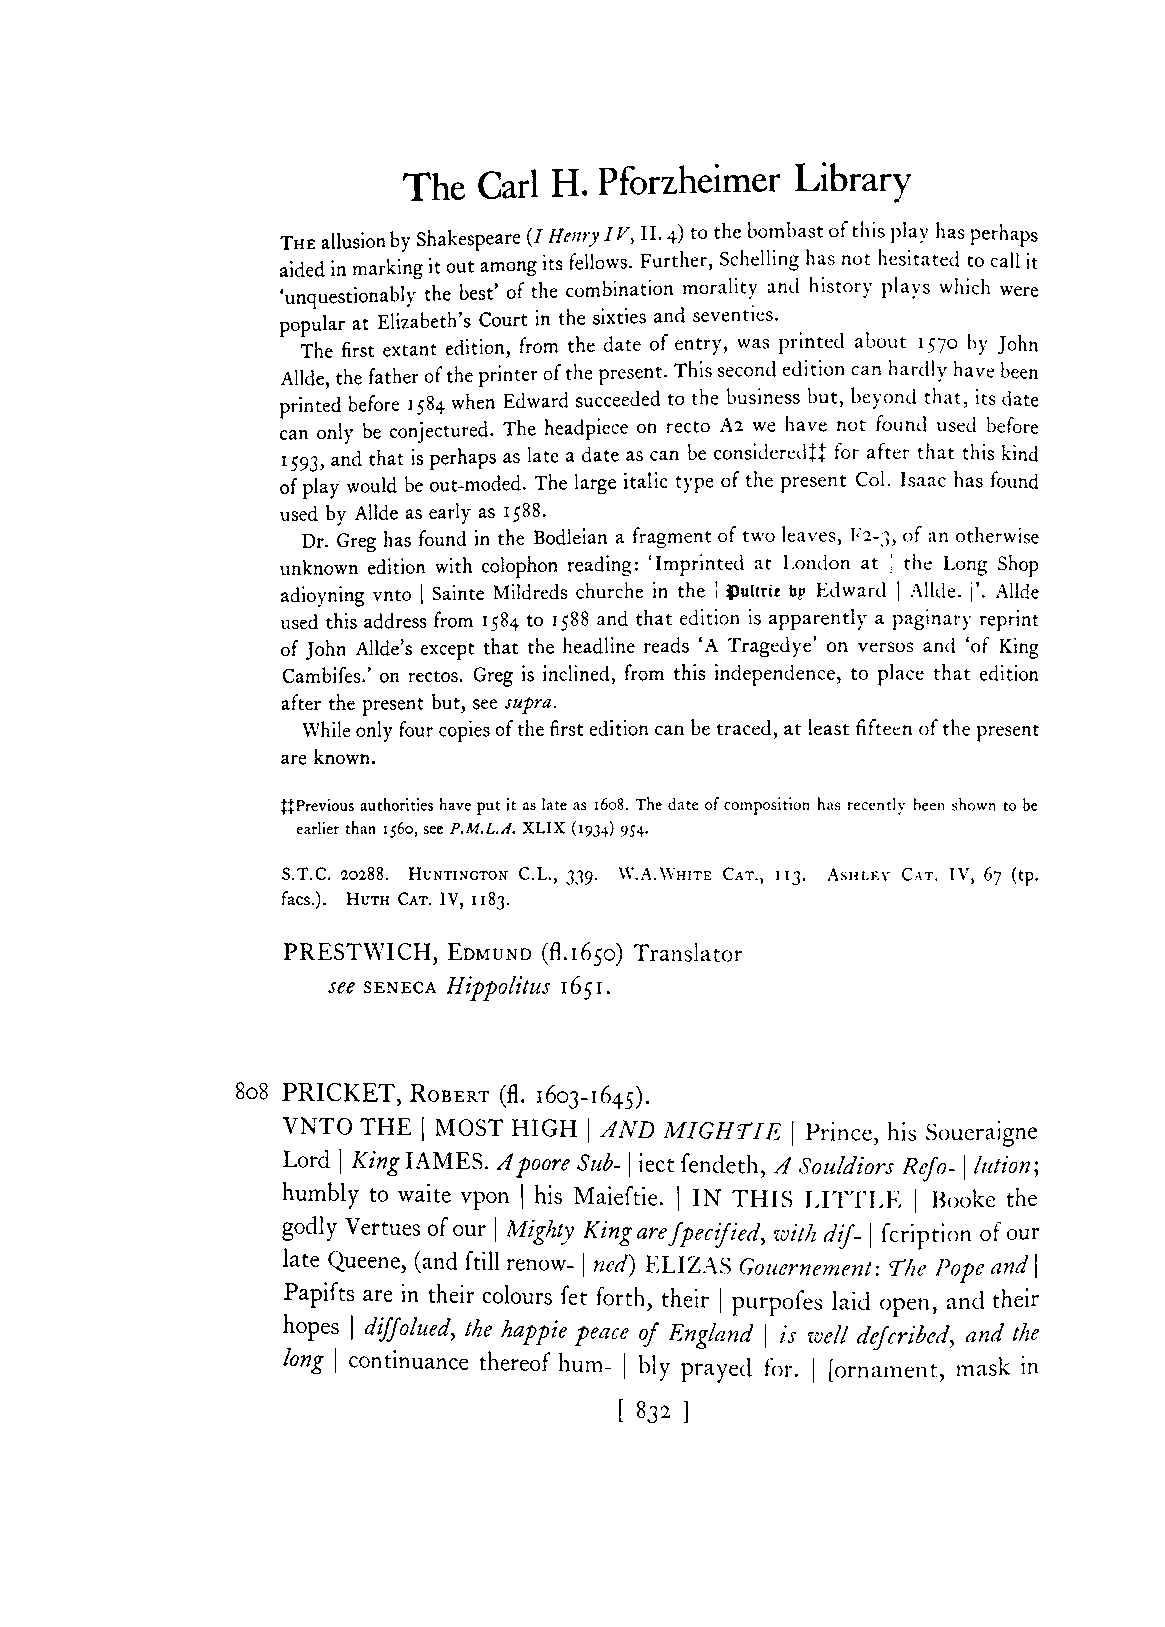 The Carl H. Pforzheimer Library
THE allusion by Shakespeare (I Henry IV, II. 4) to the bombast of this play has perhaps
aided in marking it out among its fellows. Further, Schelling has not hesitated to call it
'unquestionably the best' of the combination morality and history plays which were
popular at Elizabeth's Court in the sixties and seventies.
The first extant edition, from the date of entry, was printed about 1570 by John
Allde, the father of the printer of the present. This second edition can hardly have been
printed before 1584 when Edward succeeded to the business but, beyond that, its date
can only be conjectured. The headpiece on recto A2 we have not found used before
1593, and that is perhaps as late a date as can be considered‡‡ for after that this kind
of play would be out-moded. The large italic type of the present Col. Isaac has found
used by Allde as early as 1588.
Dr. Greg has found in the Bodleian a fragment of two leaves, F2-3, of an otherwise
unknown edition with colophon reading: 'Imprinted at London at | the Long Shop
adioyning vnto | Sainte Mildreds churche in the | Pultrie by Edward | Allde. |'. Allde
used this address from 1584 to 1588 and that edition is apparently a paginary reprint
of John Allde's except that the headline reads 'A Tragedye' on versos and 'of King
Cambiſes.' on rectos. Greg is inclined, from this independence, to place that edition
after the present but, see supra.
While only four copies of the first edition can be traced, at least fifteen of the present
are known.
‡‡Previous authorities have put it as late as 1608. The date of composition has recently been shown to be
earlier than 1560, see P.M.L.A. XLIX (1934) 954.
S.T.C. 20288. HUNTINGTON C.L., 339. W.A.WHITE CAT., 113. ASHLEY CAT. IV, 67 (tp.
facs.). HUTH CAT. IV, 1183.
PRESTWICH, EDMUND (fl.1650) Translator
see SENECA Hippolitus 1651.
808 PRICKET, ROBERT (fl. 1603-1645).
VNTO THE | MOST HIGH | AND MIGHTIE | Prince, his Soueraigne
Lord | King IAMES. A poore Sub- | iect ſendeth, A Souldiors Reſo- | lution;
humbly to waite vpon | his Maieſtie. | IN THIS LITTLE | Booke the
godly Vertues of our | Mighty King are ſpecified, with diſ- | ſcription of our
late Queene, (and ſtill renow- | ned) ELIZAS Gouernement: The Pope and |
Papiſts are in their colours ſet forth, their | purpoſes laid open, and their
hopes | diſſolued, the happie peace of England | is well deſcribed, and the
long | continuance thereof hum- | bly prayed for. | [ornament, mask in
[ 832 ]